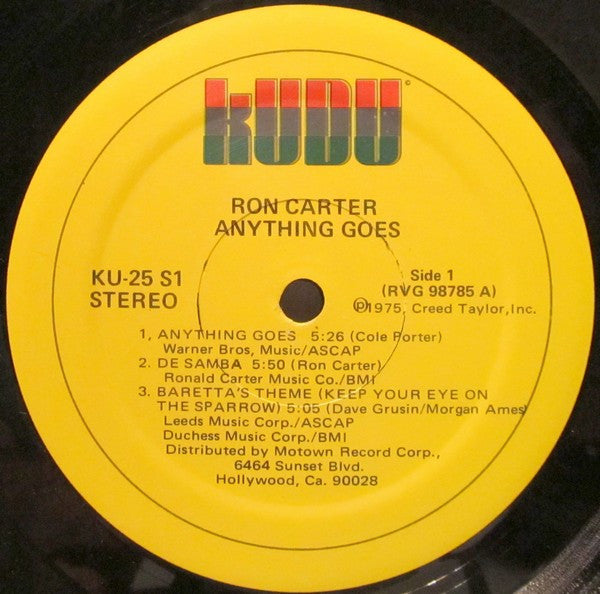 KUDU ©
RON CARTER
ANYTHING GOES
KU-25 S1
STEREO
Side 1
(RVG 98785 A)
℗1975, Creed Taylor,Inc.
1, ANYTHING GOES 5:26 (Cole Porter)
Warner Bros, Music/ASCAP
2. DE SAMBA 5:50 (Ron Carter)
Ronald Carter Music Co./BMI
3. BARETTA'S THEME (KEEP YOUR EYE ON
THE SPARROW) 5:05 (Dave Grusin/Morgan Ames)
Leeds Music Corp./ASCAP
Duchess Music Corp./BMI
Distributed by Motown Record Corp.,
6464 Sunset Blvd.
Hollywood, Ca. 90028